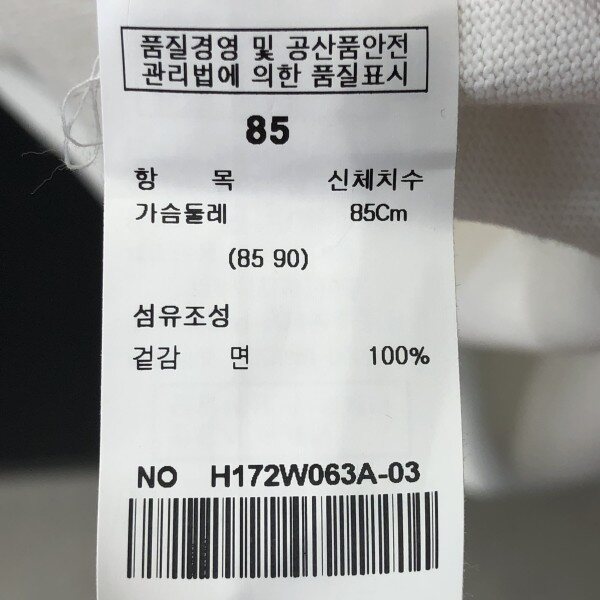 품질경영 및 공산품안전
관리법에 의한 품질표시
85
항 목 신체치수
가슴둘레 85Cm
(85 90)
섬유조성
겉감 면 100%
NO H172W063A-03